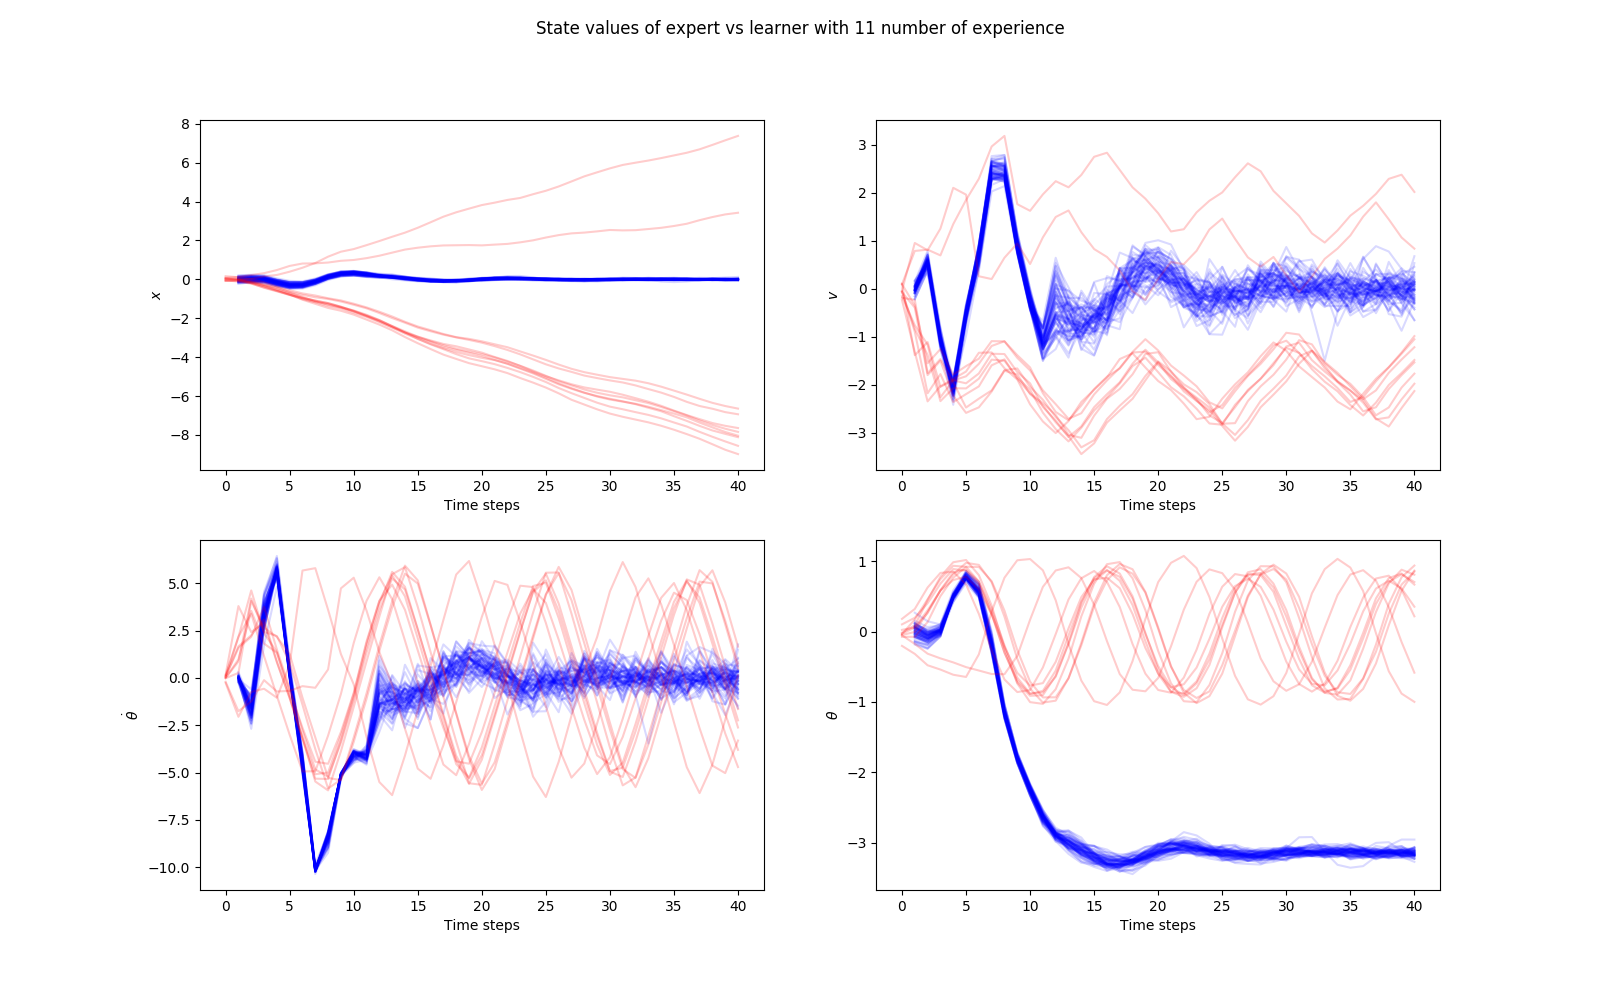 State values of expert vs learner with 11 number of experience
8
6
4
2
0
−2
−4
−6
−8
x
0 5 10 15 20 25 30 35 40
Time steps
3
2
1
0
−1
−2
−3
v
0 5 10 15 20 25 30 35 40
Time steps
5.0
2.5
0.0
−2.5
−5.0
−7.5
−10.0
θ̇
0 5 10 15 20 25 30 35 40
Time steps
1
0
−1
−2
−3
θ
0 5 10 15 20 25 30 35 40
Time steps